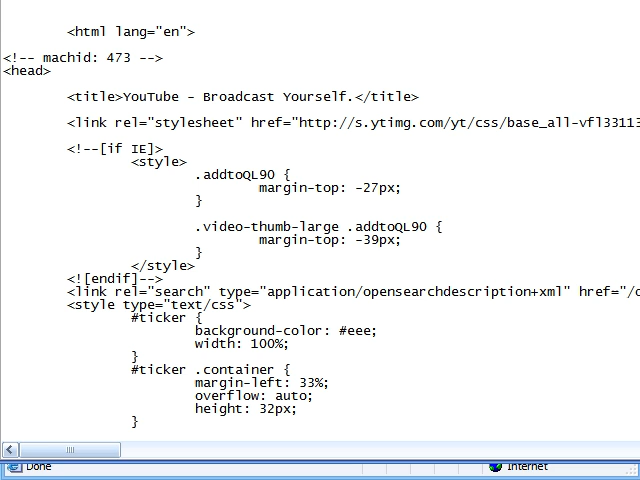 <html lang="en">
<!-- machid: 473 -->
<head>
<title>YouTube - Broadcast Yourself.</title>
<link rel="stylesheet" href="http://s.ytimg.com/yt/css/base_all-vfl33113
<!--[if IE]>
<style>
.addtoQL90 {
margin-top: -27px;
}
.video-thumb-large .addtoQL90 {
margin-top: -39px;
}
</style>
<![endif]-->
<link rel="search" type="application/opensearchdescription+xml" href="/o
<style type="text/css">
#ticker {
background-color: #eee;
width: 100%;
}
#ticker .container {
margin-left: 33%;
overflow: auto;
height: 32px;
}
Done Internet